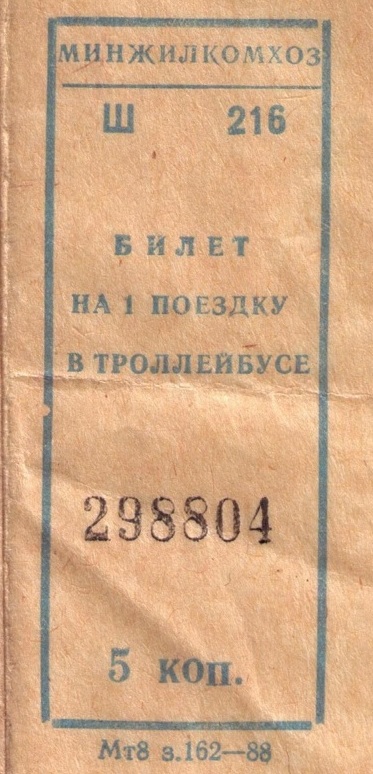 МИНЖИЛКОМХОЗ
Ш 216
БИЛЕТ
НА 1 ПОЕЗДКУ
В ТРОЛЛЕЙБУСЕ
298804
5 коп.
Мт8 з.162—88